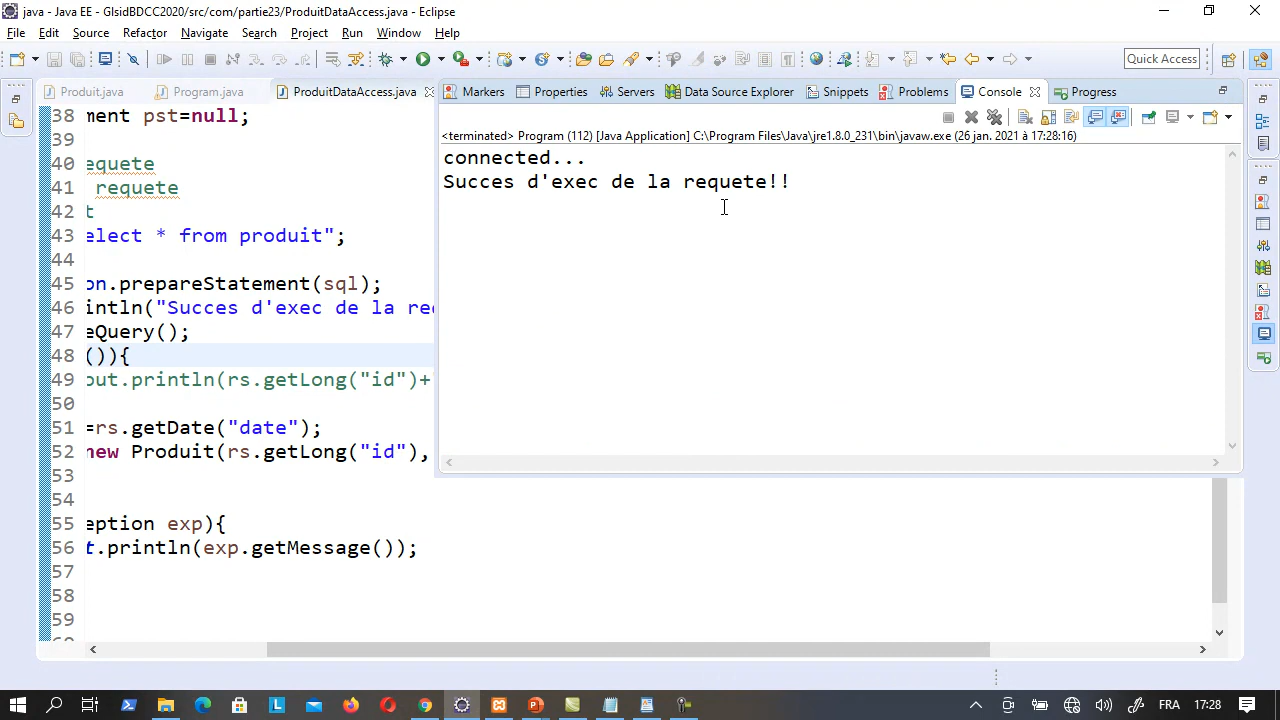 java - Java EE - GlsidBDCC2020/src/com/partie23/ProduitDataAccess.java - Eclipse
File Edit Source Refactor Navigate Search Project Run Window Help
Quick Access
Produit.java Program.java ProduitDataAccess.java Markers Properties Servers Data Source Explorer Snippets Problems Console Progress
<terminated> Program (112) [Java Application] C:\Program Files\Java\jre1.8.0_231\bin\javaw.exe (26 jan. 2021 à 17:28:16)
connected...
Succes d'exec de la requete!!
38 ment pst=null;
39
40 equete
41 requete
42 t
43 elect * from produit";
44
45 on.prepareStatement(sql);
46 intln("Succes d'exec de la re
47 eQuery();
48 ()){
49 out.println(rs.getLong("id")+
50
51 =rs.getDate("date");
52 new Produit(rs.getLong("id"),
53
54
55 eption exp){
56 t.println(exp.getMessage());
57
58
59
FR 17:28